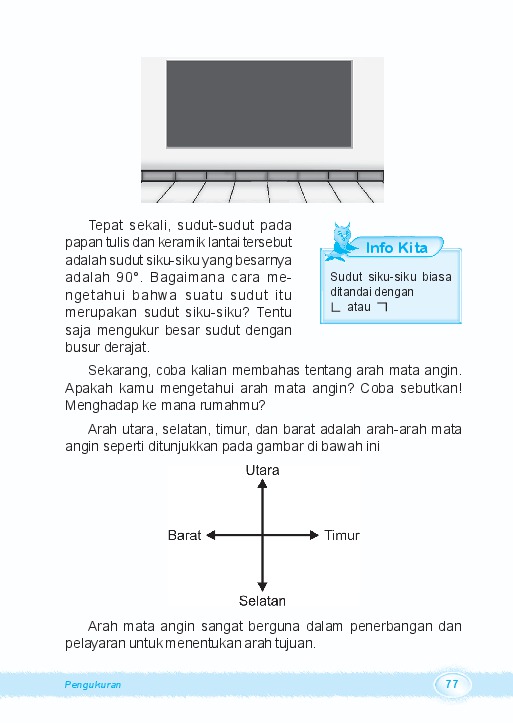 Tepat sekali, sudut-sudut pada
papan tulis dan keramik lantai tersebut
adalah sudut siku-siku yang besarnya
adalah 90°. Bagaimana cara me-
ngetahui bahwa suatu sudut itu
merupakan sudut siku-siku? Tentu
saja mengukur besar sudut dengan
busur derajat.
Info Kita
Sudut siku-siku biasa
ditandai dengan
∟ atau ⏋
Sekarang, coba kalian membahas tentang arah mata angin.
Apakah kamu mengetahui arah mata angin? Coba sebutkan!
Menghadap ke mana rumahmu?
Arah utara, selatan, timur, dan barat adalah arah-arah mata
angin seperti ditunjukkan pada gambar di bawah ini
Utara
Barat Timur
Selatan
Arah mata angin sangat berguna dalam penerbangan dan
pelayaran untuk menentukan arah tujuan.
Pengukuran 77